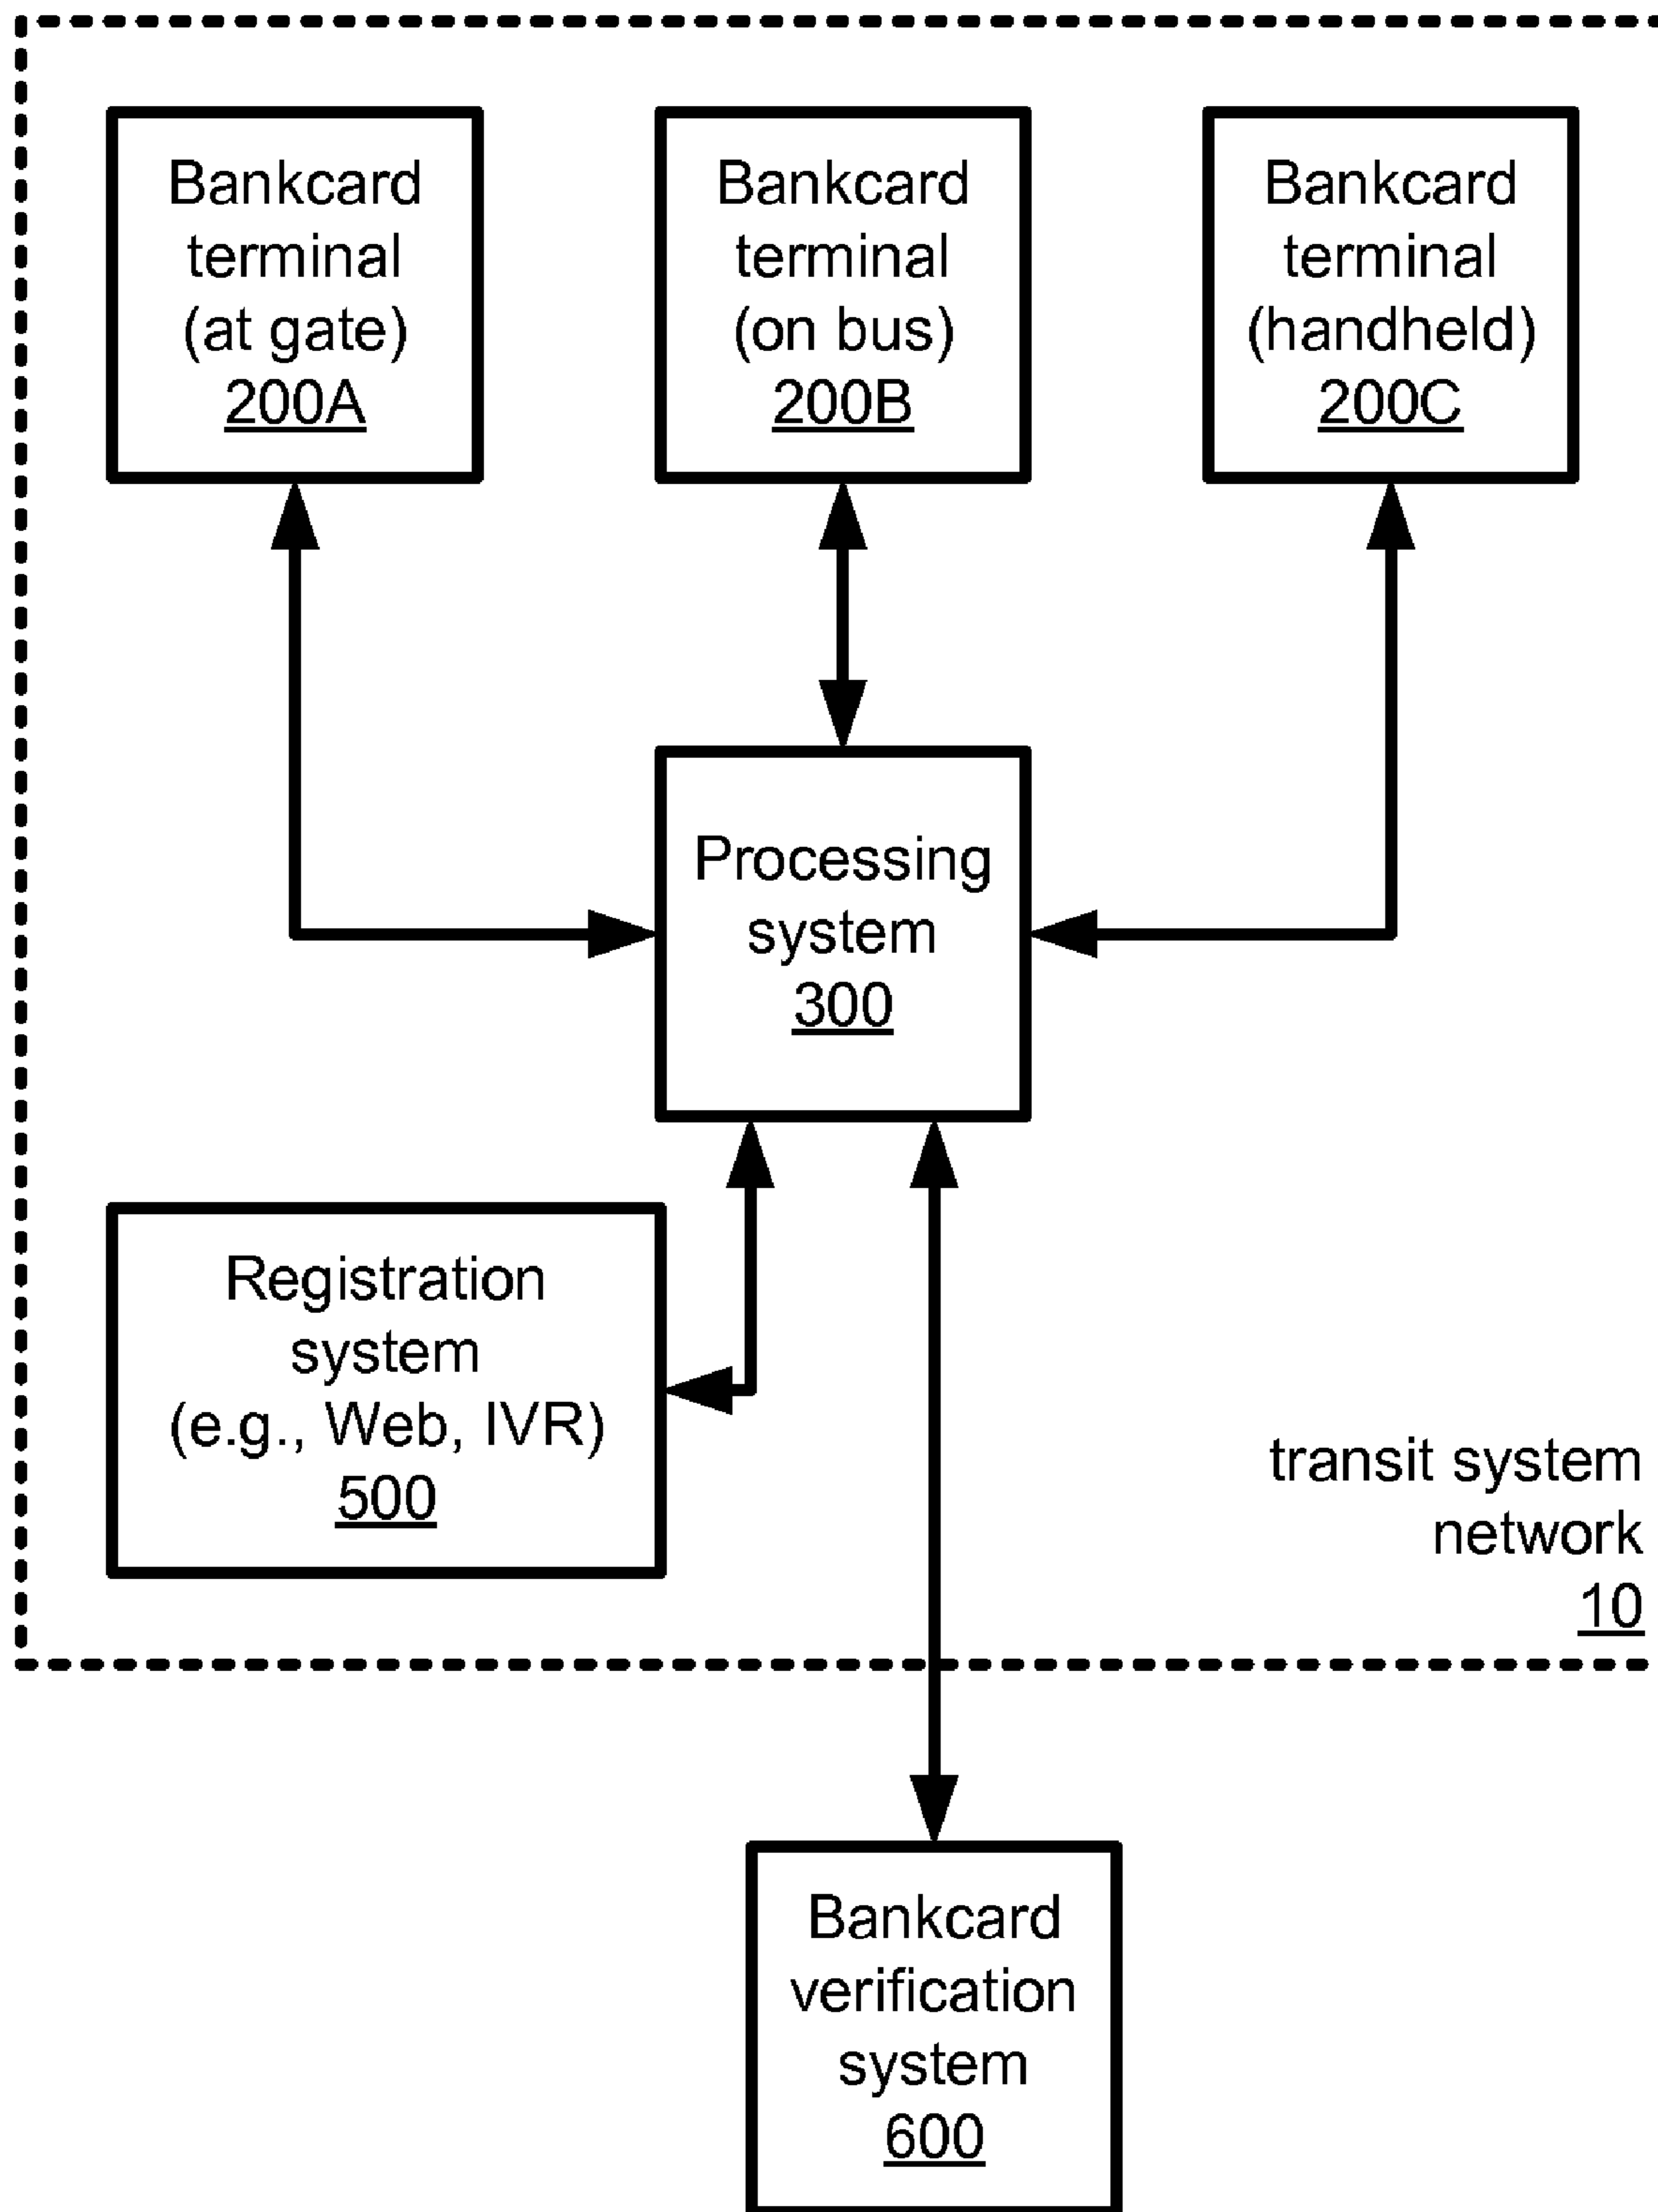 Bankcard
terminal
(at gate)
200A
Bankcard
terminal
(on bus)
200B
Bankcard
terminal
(handheld)
200C
Processing
system
300
Registration
system
(e.g., Web, IVR)
500
transit system
network
10
Bankcard
verification
system
600